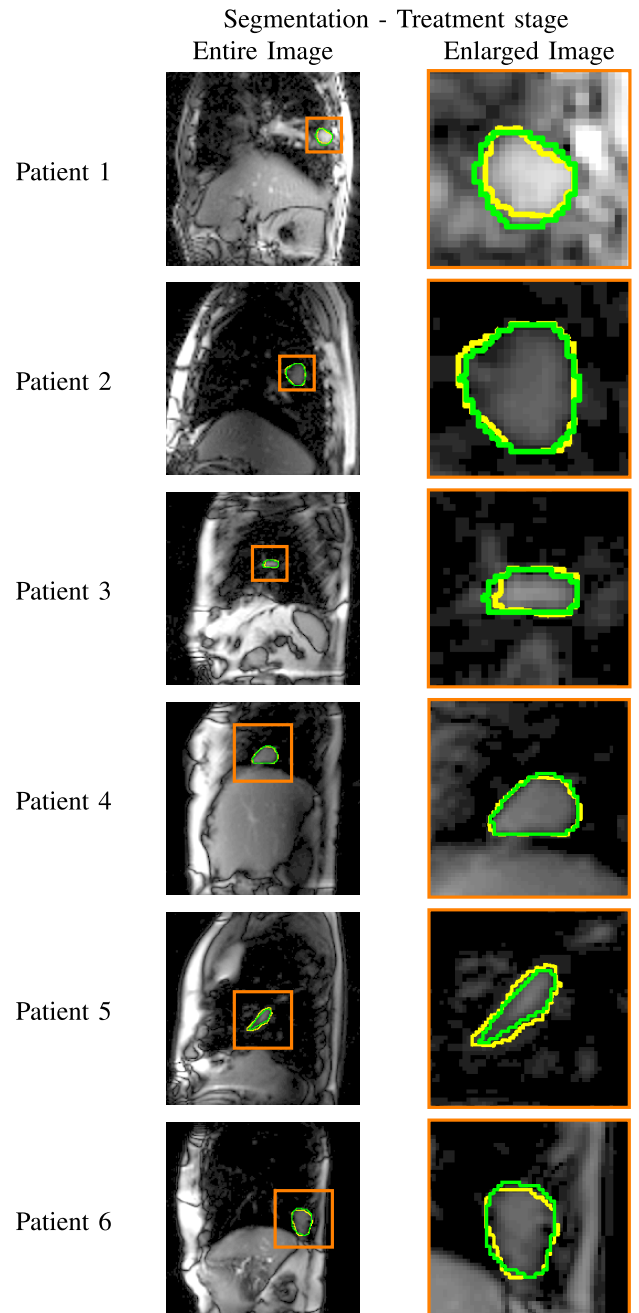 Segmentation - Treatment stage
Entire Image Enlarged Image
Patient 1
Patient 2
Patient 3
Patient 4
Patient 5
Patient 6